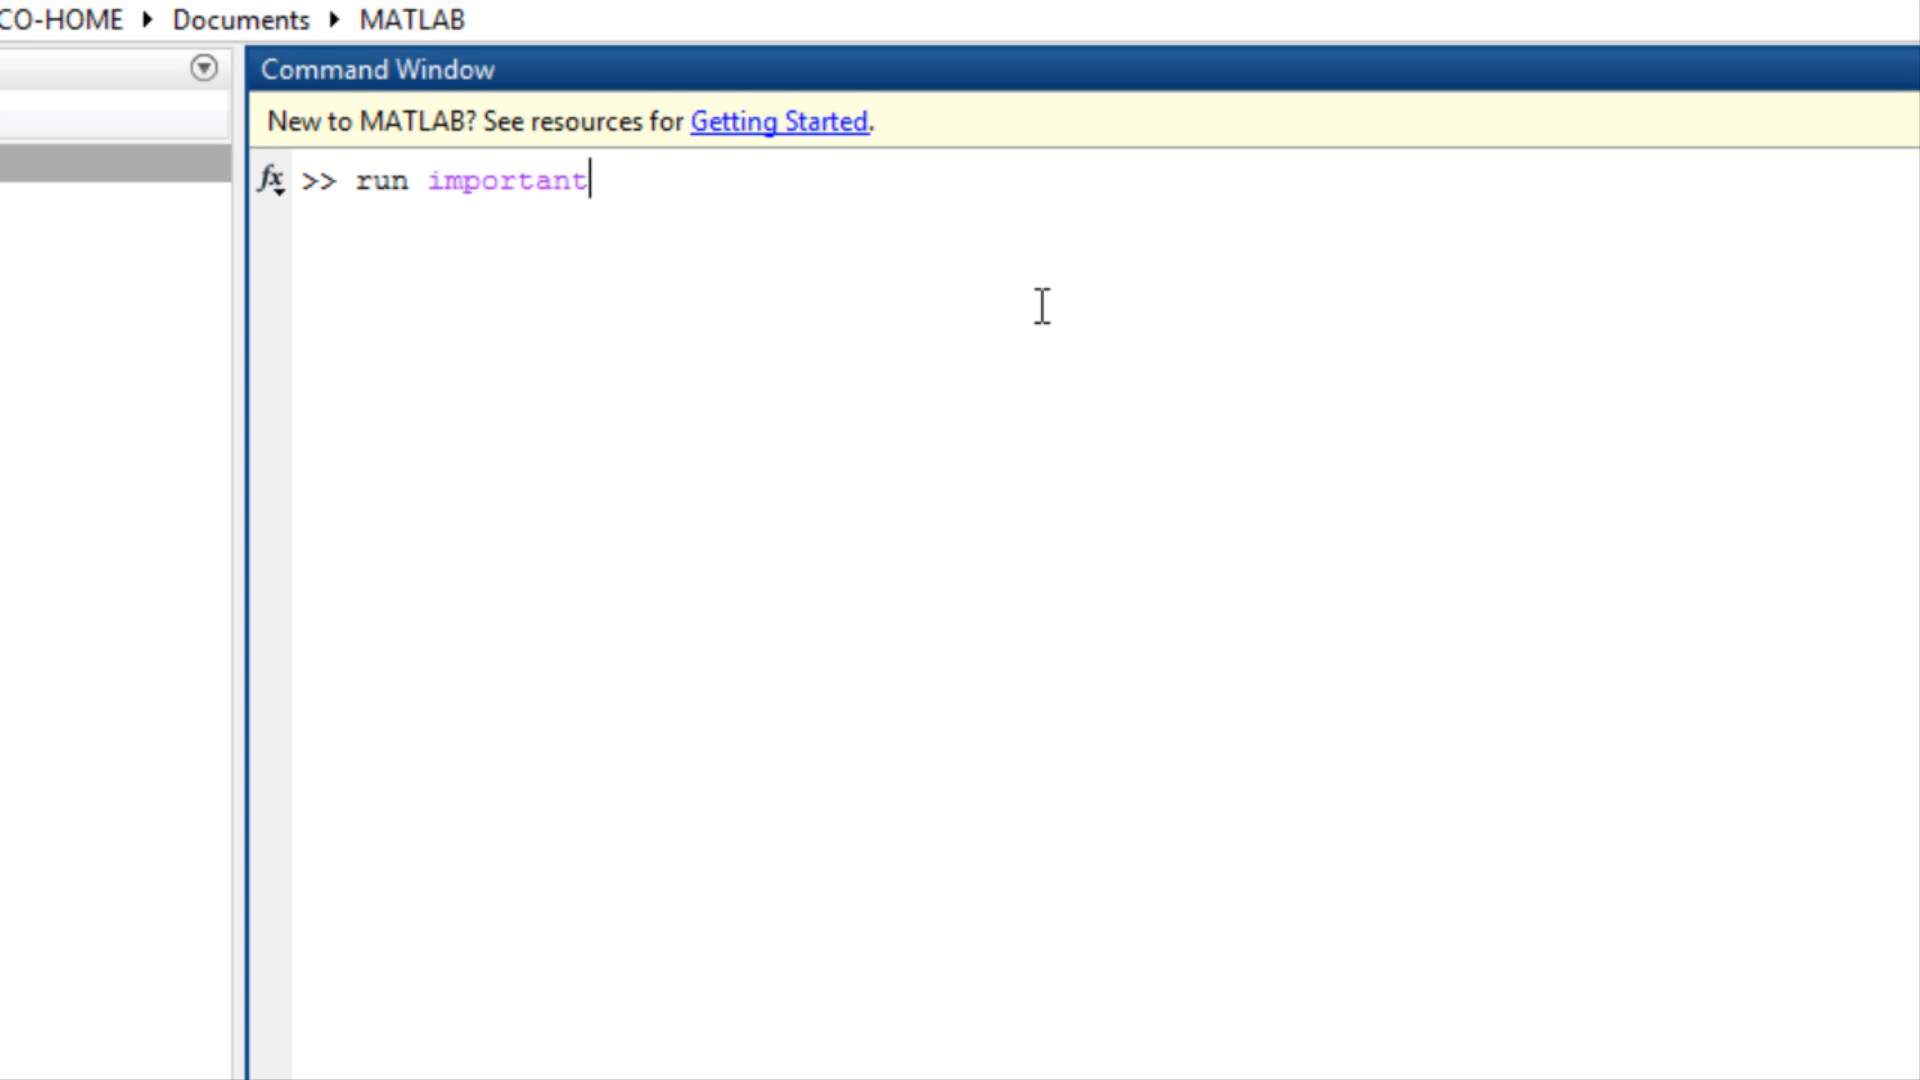 CO-HOME ▸ Documents ▸ MATLAB
Command Window
New to MATLAB? See resources for Getting Started.
fx >> run important